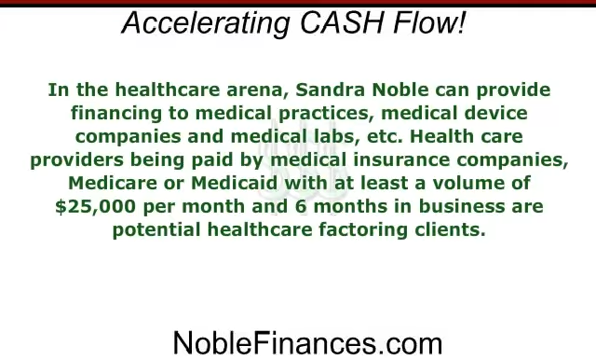 Accelerating CASH Flow!
In the healthcare arena, Sandra Noble can provide
financing to medical practices, medical device
companies and medical labs, etc. Health care
providers being paid by medical insurance companies,
Medicare or Medicaid with at least a volume of
$25,000 per month and 6 months in business are
potential healthcare factoring clients.
NobleFinances.com